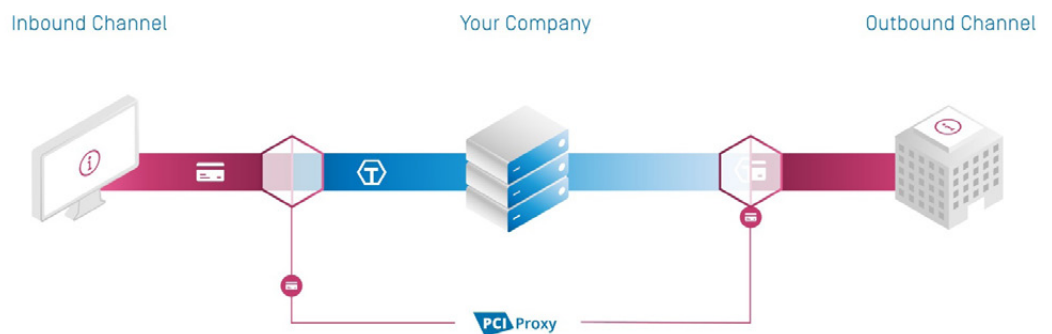 Inbound Channel
Your Company
Outbound Channel
i
T
PCI Proxy